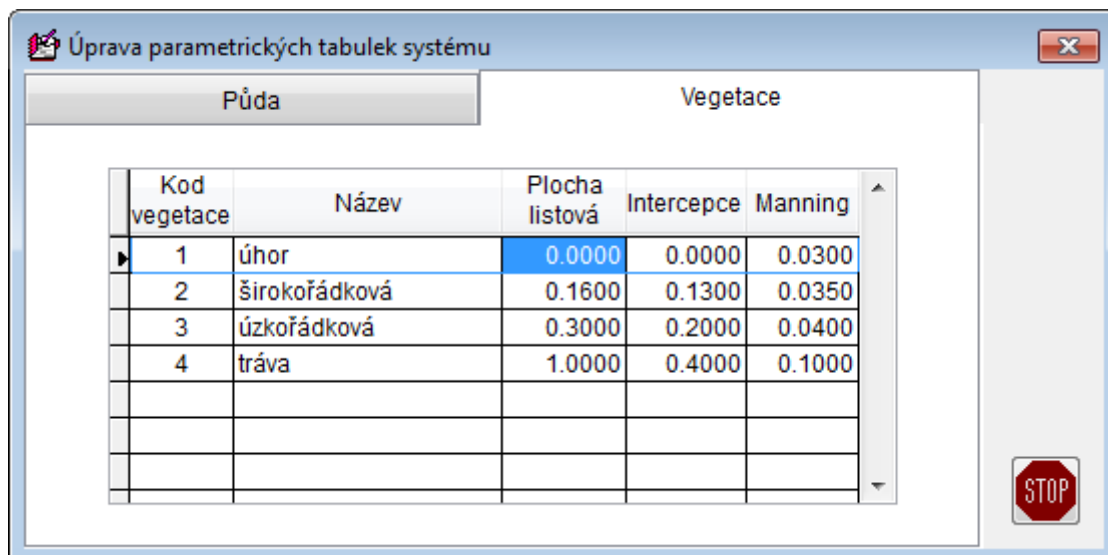 Úprava parametrických tabulek systému
Půda Vegetace
Kod vegetace Název Plocha listová Intercepce Manning
1 úhor 0.0000 0.0000 0.0300
2 širokořádková 0.1600 0.1300 0.0350
3 úzkořádková 0.3000 0.2000 0.0400
4 tráva 1.0000 0.4000 0.1000
STOP